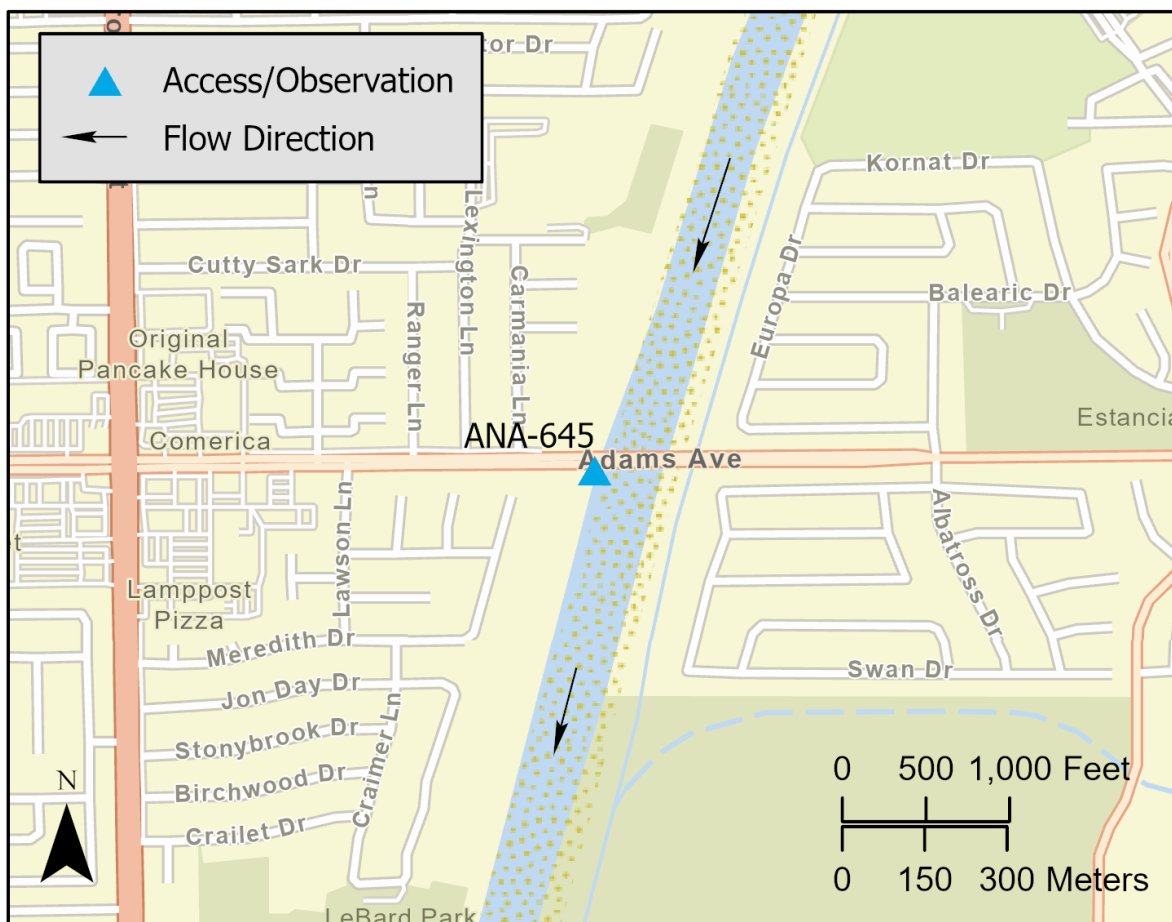 tor Dr
Access/Observation
Flow Direction
Kornat Dr
Lexington Ln
Cutty Sark Dr
Carmania Ln
Europa Dr
Balearic Dr
Ranger Ln
Original
Pancake House
Estancia
Comerica
ANA-645
Adams Ave
Lawson Ln
Albatross Dr
Lamppost
Pizza
Meredith Dr
Swan Dr
Jon Day Dr
Stonybrook Dr
Craimer Ln
Birchwood Dr
Crailet Dr
N
0 500 1,000 Feet
0 150 300 Meters
LeBard Park